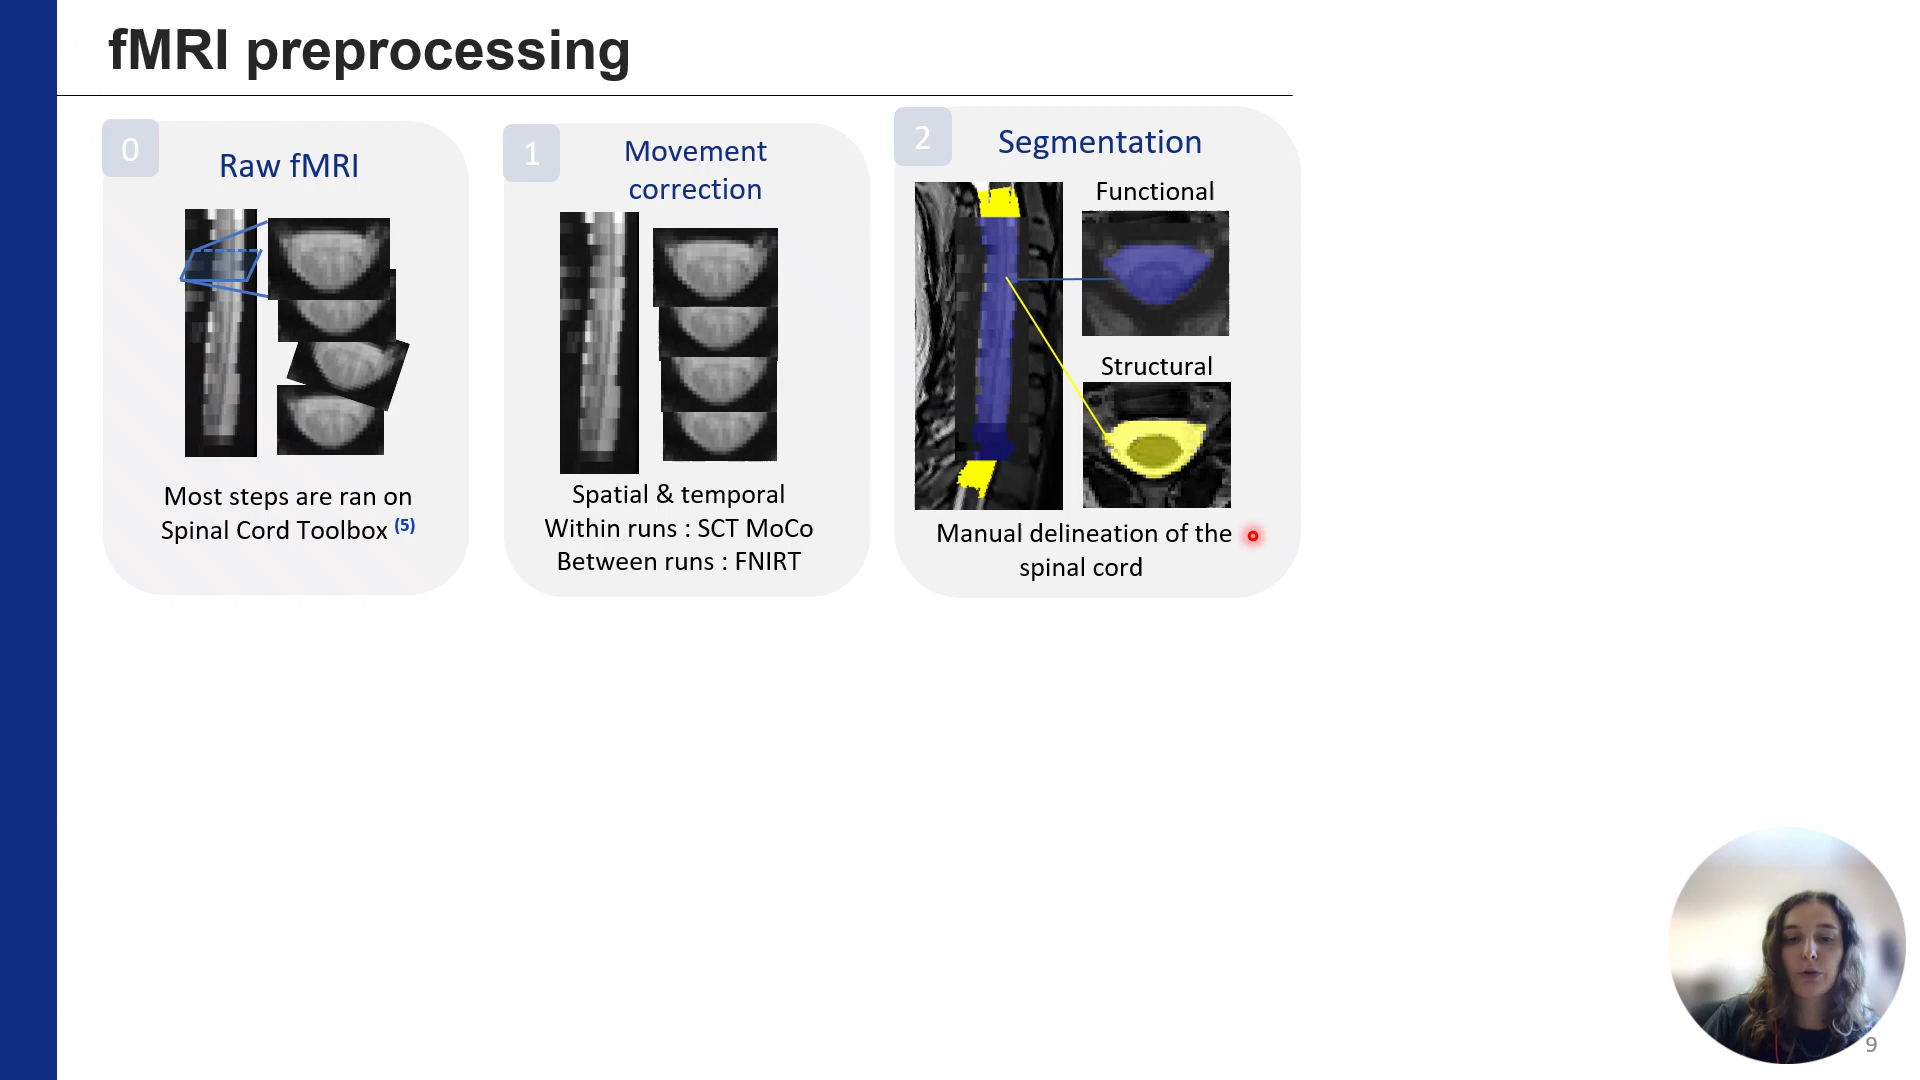 fMRI preprocessing
0
Raw fMRI
Most steps are ran on
Spinal Cord Toolbox (5)
1
Movement
correction
Spatial & temporal
Within runs : SCT MoCo
Between runs : FNIRT
2
Segmentation
Functional
Structural
Manual delineation of the
spinal cord
9